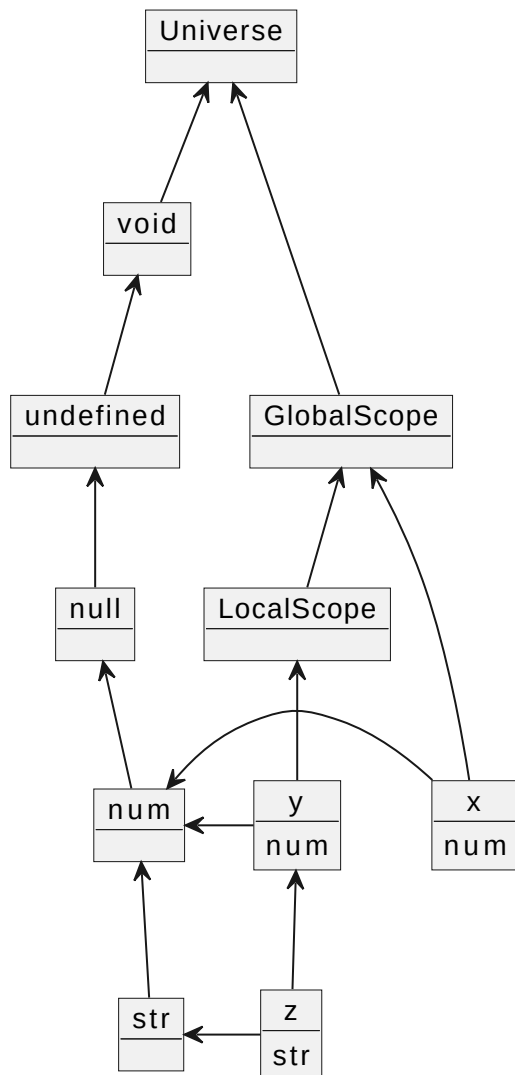 Universe
void
undefined
GlobalScope
null
LocalScope
num
y
num
x
num
str
z
str